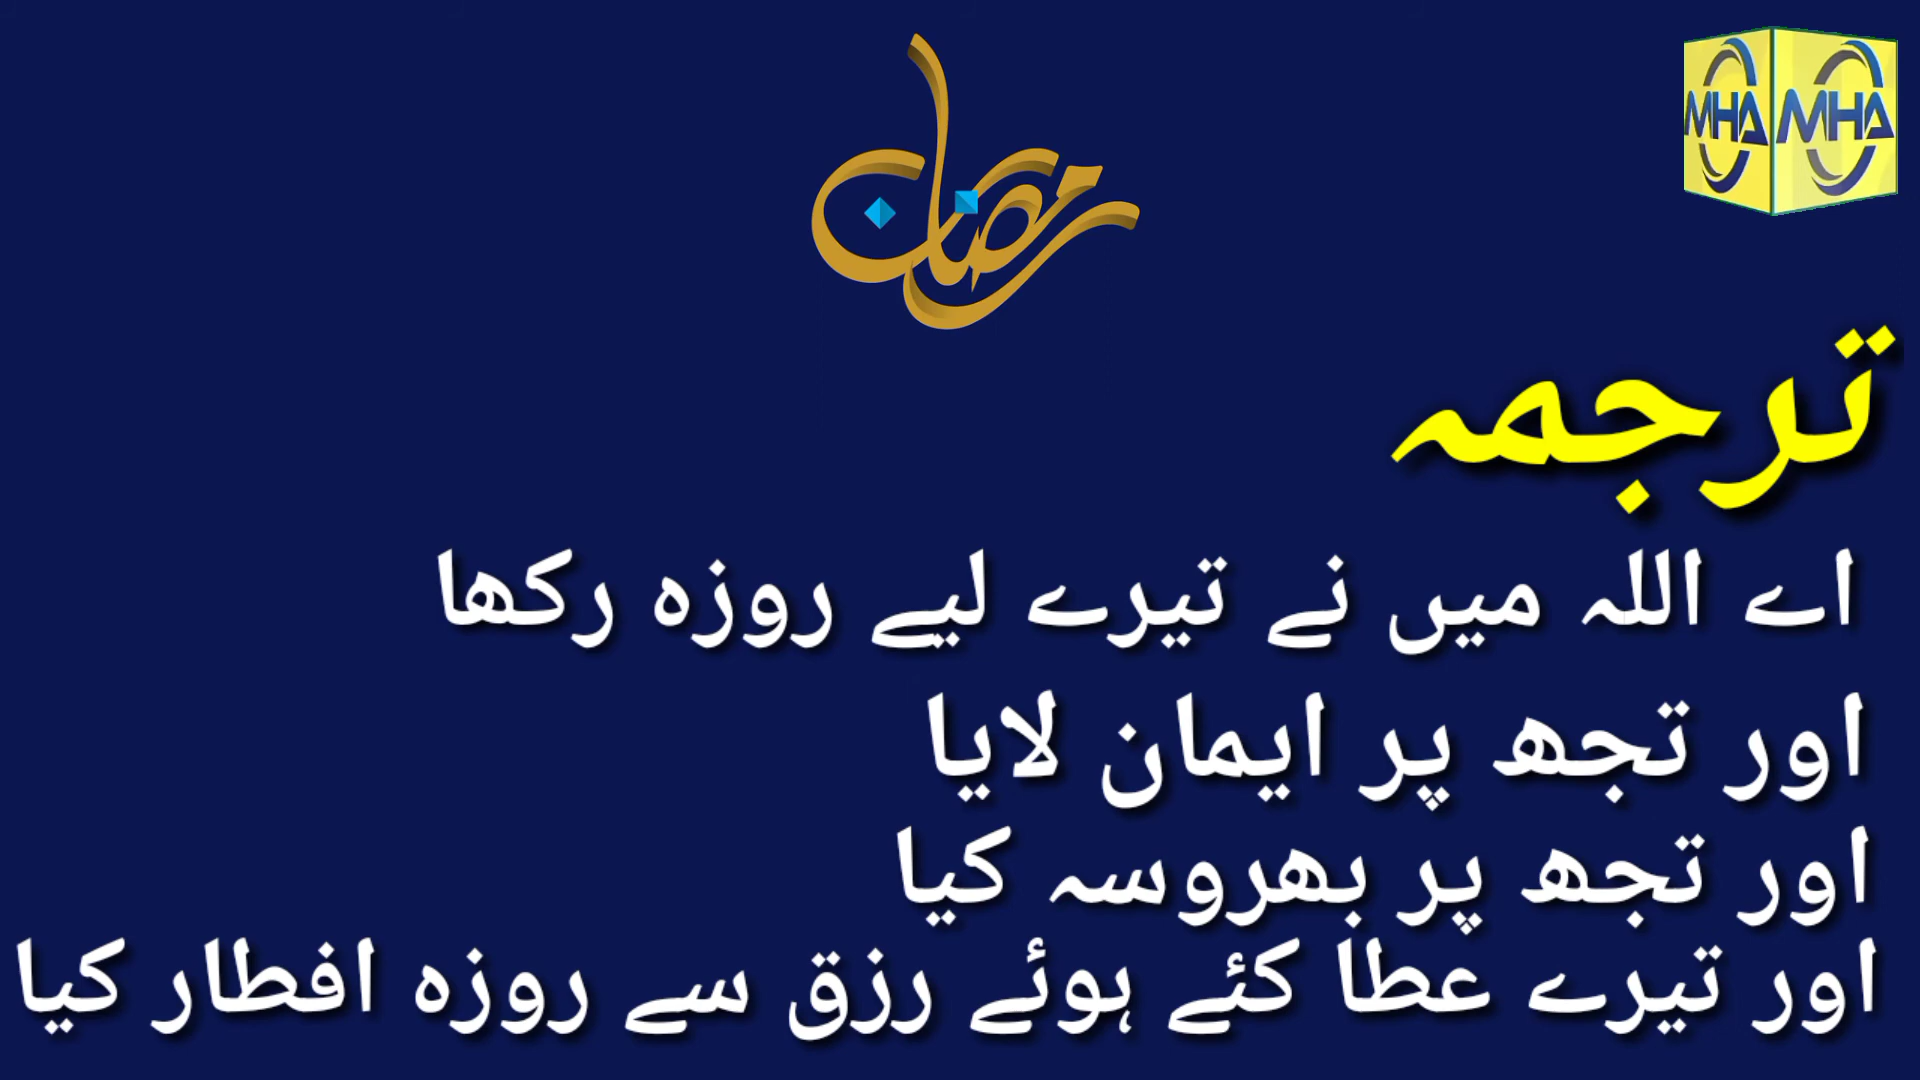 رمضان
MHA MHA
ترجمہ
اے اللہ میں نے تیرے لیے روزہ رکھا
اور تجھ پر ایمان لایا
اور تجھ پر بھروسہ کیا
اور تیرے عطا کئے ہوئے رزق سے روزہ افطار کیا